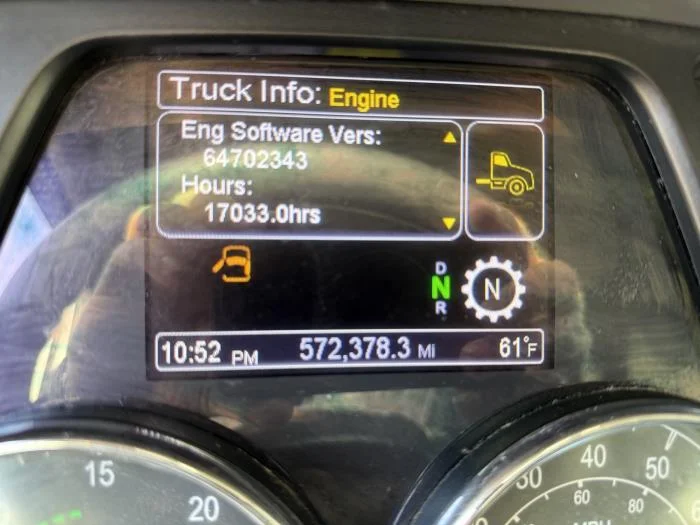 Truck Info: Engine
Eng Software Vers:
64702343
Hours:
17033.0hrs
D
N
R
N
10:52 PM 572,378.3 MI 61°F
15
20
30
40
50
60
80
MPH